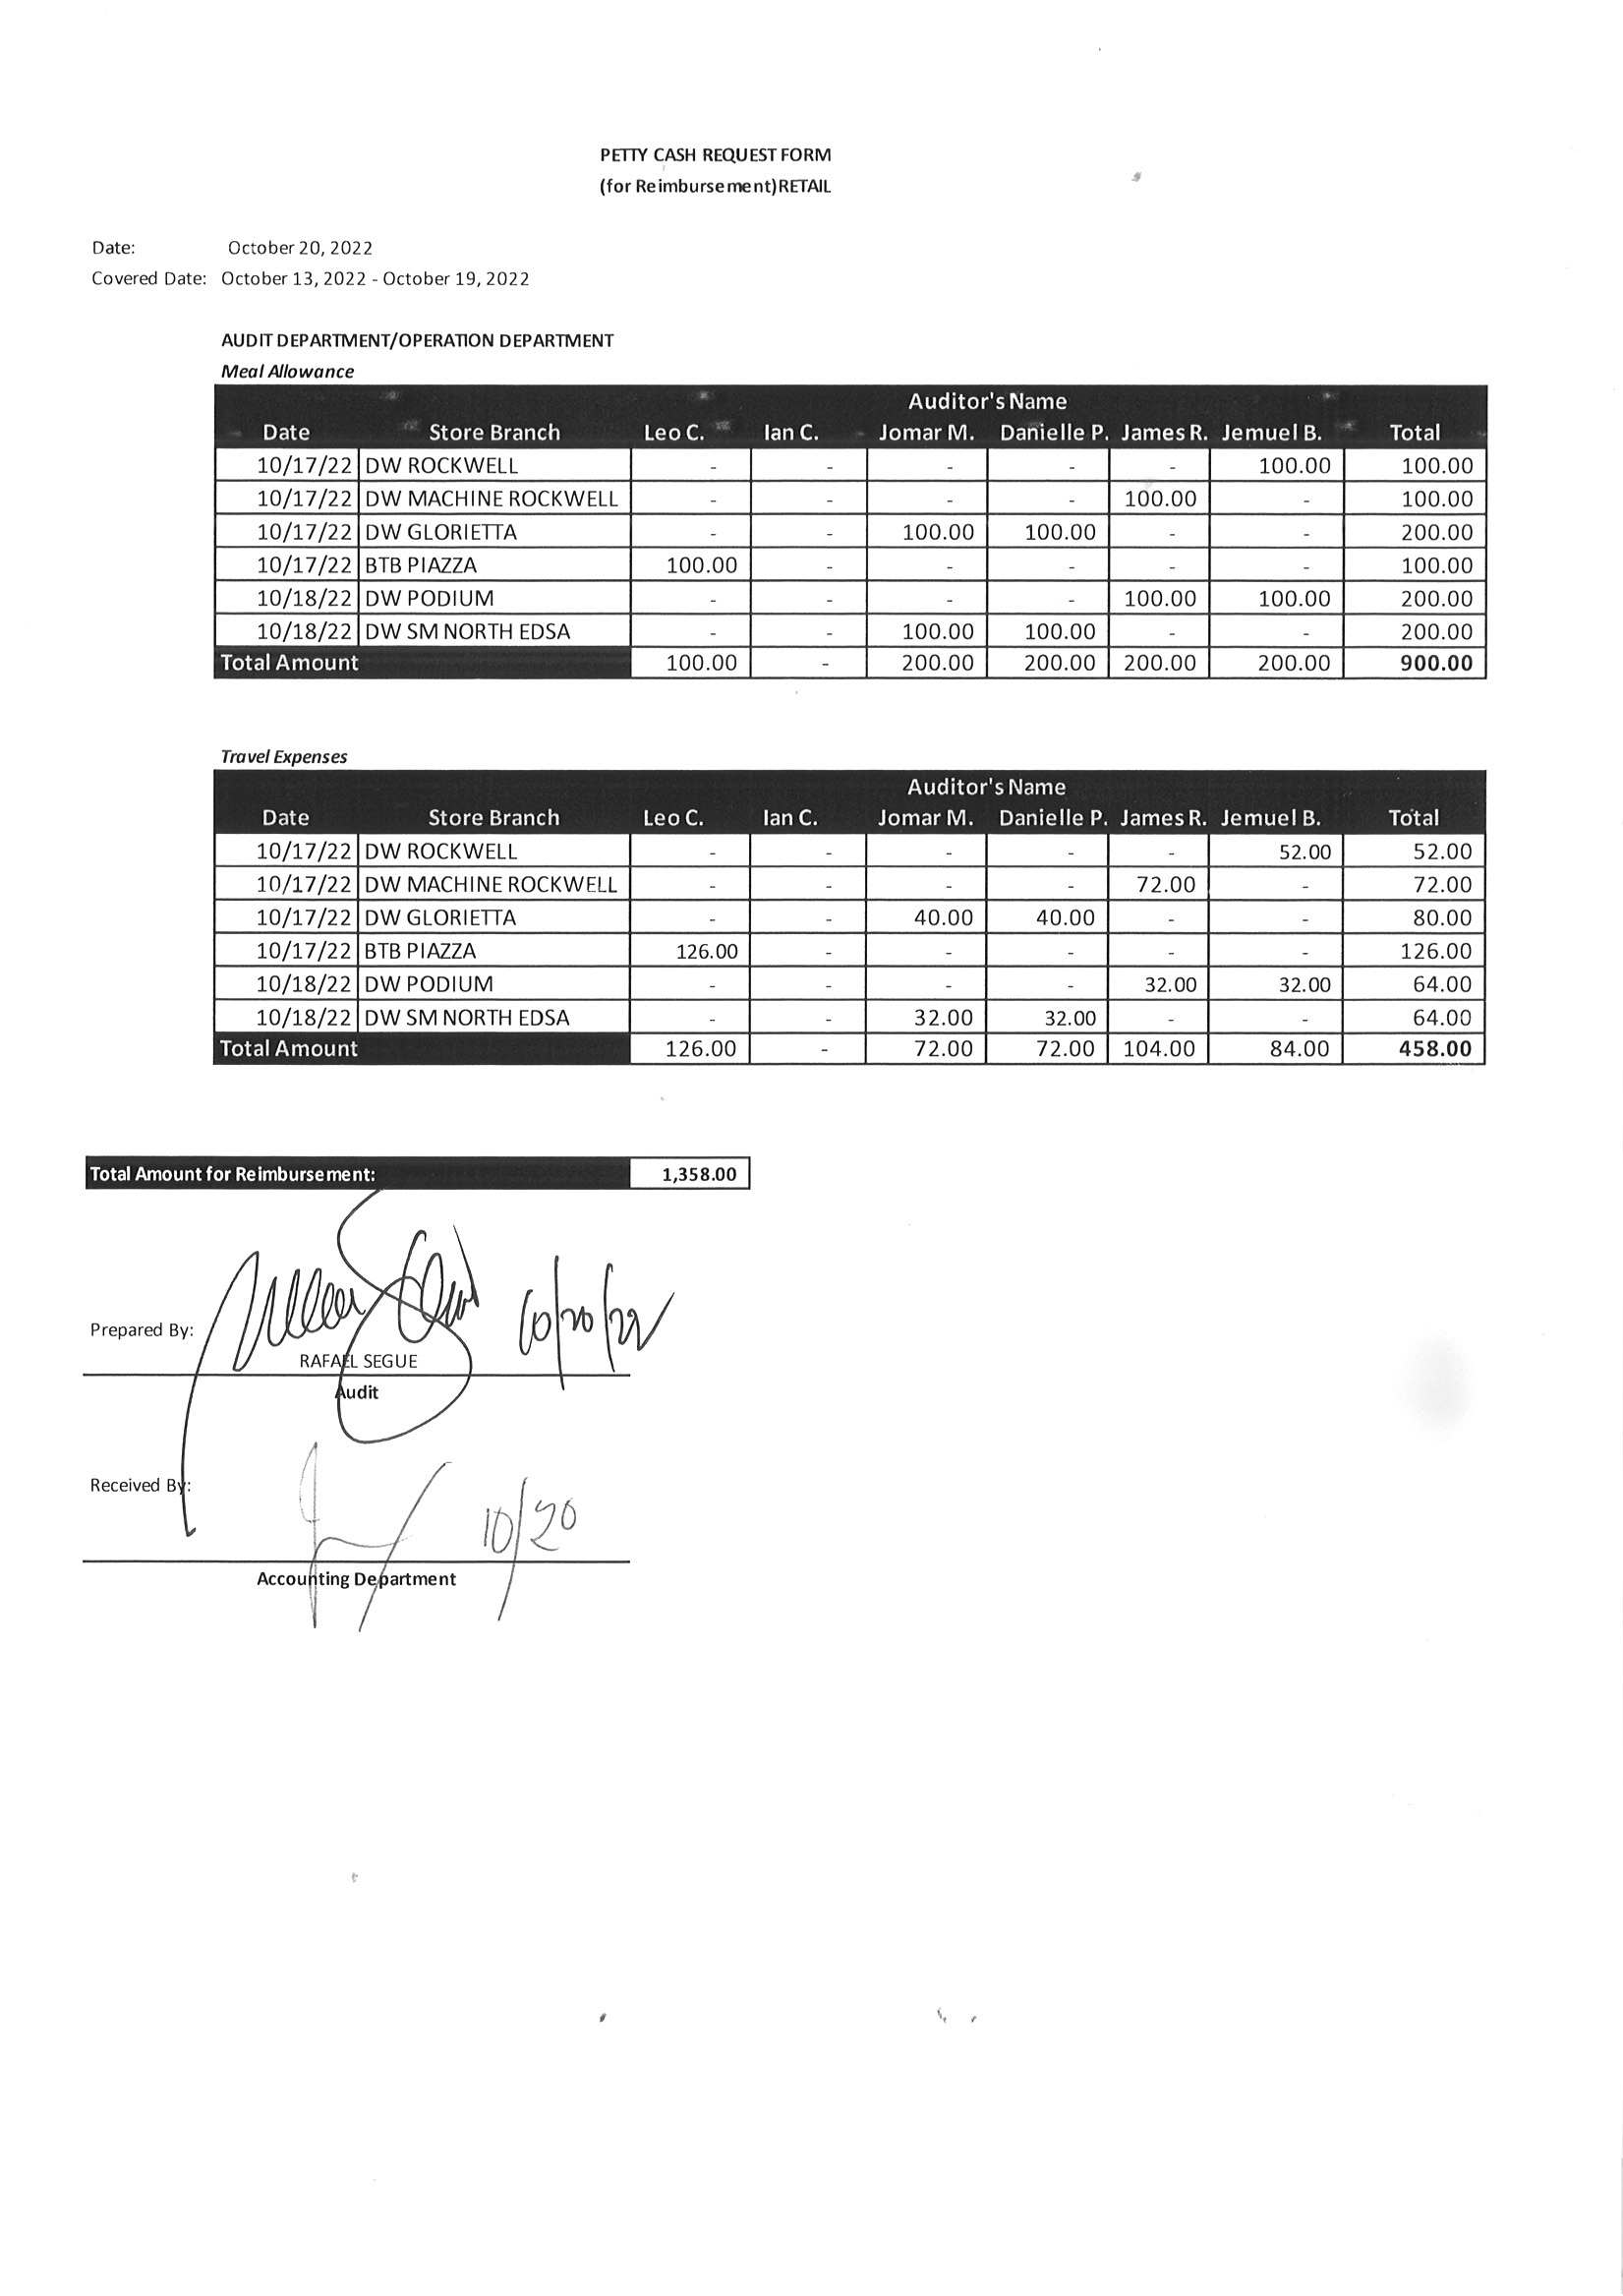 PETTY CASH REQUEST FORM
(for Reimbursement)RETAIL
Date: October 20, 2022
Covered Date: October 13, 2022 - October 19, 2022
AUDIT DEPARTMENT/OPERATION DEPARTMENT
Meal Allowance
Auditor's Name
Date Store Branch Leo C. Ian C. Jomar M. Danielle P. James R. Jemuel B. Total
10/17/22 DW ROCKWELL - - - - - 100.00 100.00
10/17/22 DW MACHINE ROCKWELL - - - - 100.00 - 100.00
10/17/22 DW GLORIETTA - - 100.00 100.00 - - 200.00
10/17/22 BTB PIAZZA 100.00 - - - - - 100.00
10/18/22 DW PODIUM - - - - 100.00 100.00 200.00
10/18/22 DW SM NORTH EDSA - - 100.00 100.00 - - 200.00
Total Amount 100.00 - 200.00 200.00 200.00 200.00 900.00
Travel Expenses
Auditor's Name
Date Store Branch Leo C. Ian C. Jomar M. Danielle P. James R. Jemuel B. Total
10/17/22 DW ROCKWELL - - - - - 52.00 52.00
10/17/22 DW MACHINE ROCKWELL - - - - 72.00 - 72.00
10/17/22 DW GLORIETTA - - 40.00 40.00 - - 80.00
10/17/22 BTB PIAZZA 126.00 - - - - - 126.00
10/18/22 DW PODIUM - - - - 32.00 32.00 64.00
10/18/22 DW SM NORTH EDSA - - 32.00 32.00 - - 64.00
Total Amount 126.00 - 72.00 72.00 104.00 84.00 458.00
Total Amount for Reimbursement: 1,358.00
Prepared By: 10/20/22
RAFAEL SEGUE
Audit
Received By: 10/20
Accounting Department